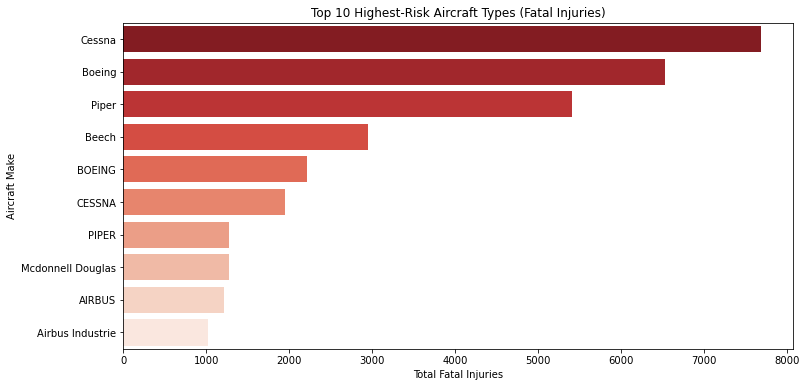 Top 10 Highest-Risk Aircraft Types (Fatal Injuries)
Aircraft Make
Cessna
Boeing
Piper
Beech
BOEING
CESSNA
PIPER
Mcdonnell Douglas
AIRBUS
Airbus Industrie
0 1000 2000 3000 4000 5000 6000 7000 8000
Total Fatal Injuries